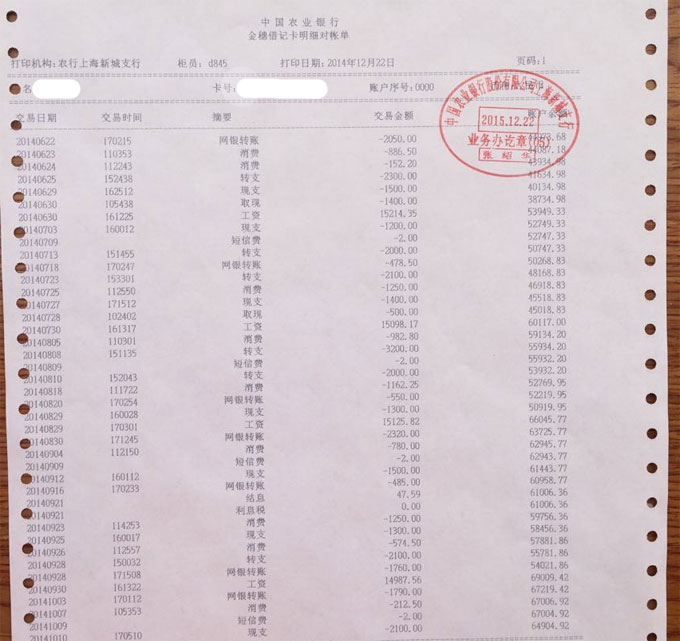 中国农业银行
金穗借记卡明细对帐单
打印机构:农行上海新城支行 柜员: d845 打印日期: 2014年12月22日 页码:1
名 卡号: 账户序号:0000
交易日期 交易时间 摘要 交易金额 账户余额
2015.12.22
业务办讫章(05)
20140622 170215 网银转账 -2050.00
20140623 110353 消费 -886.50 44087.18
20140624 112243 消费 -152.20 43934.98
20140625 152438 转支 -2300.00 41634.98
20140629 162512 现支 -1500.00 40134.98
20140630 105438 取现 -1400.00 38734.98
20140630 161225 工资 15214.35 53949.33
20140703 160012 现支 -1200.00 52749.33
20140709 短信费 -2.00 52747.33
20140713 151455 转支 -2000.00 50747.33
20140718 170247 网银转账 -478.50 50268.83
20140723 153301 转支 -2100.00 48168.83
20140725 112550 消费 -1250.00 46918.83
20140727 171512 现支 -1400.00 45518.83
20140728 102402 取现 -500.00 45018.83
20140730 161317 工资 15098.17 60117.00
20140805 110301 消费 -982.80 59134.20
20140808 151135 转支 -3200.00 55934.20
20140809 短信费 -2.00 55932.20
20140810 152043 转支 -2000.00 53932.20
20140818 111722 消费 -1162.25 52769.95
20140820 170254 网银转账 -550.00 52219.95
20140829 160028 现支 -1300.00 50919.95
20140829 170301 工资 15125.82 66045.77
20140830 171245 网银转账 -2320.00 63725.77
20140904 112150 消费 -780.00 62945.77
20140909 短信费 -2.00 62943.77
20140912 160112 现支 -1500.00 61443.77
20140916 170233 网银转账 -485.00 60958.77
20140921 结息 47.59 61006.36
20140921 利息税 0.00 61006.36
20140923 114253 消费 -1250.00 59756.36
20140925 160017 现支 -1300.00 58456.36
20140926 112557 消费 -574.50 57881.86
20140928 150032 转支 -2100.00 55781.86
20140928 171508 网银转账 -1760.00 54021.86
20140930 161322 工资 14987.56 69009.42
20141003 170112 网银转账 -1790.00 67219.42
20141007 105353 消费 -212.50 67006.92
20141009 短信费 -2.00 67004.92
20141010 170510 现支 -2100.00 64904.92